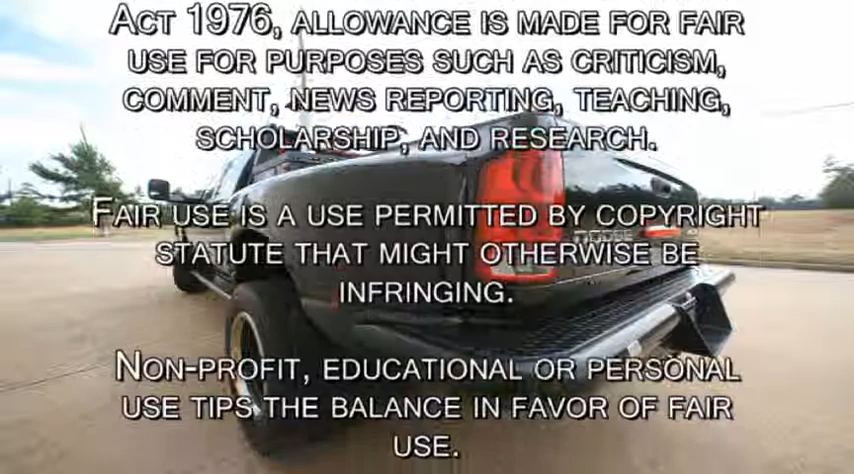 Act 1976, allowance is made for fair
use for purposes such as criticism,
comment, news reporting, teaching,
scholarship, and research.
Fair use is a use permitted by copyright
statute that might otherwise be
infringing.
Non-profit, educational or personal
use tips the balance in favor of fair
use.
DODGE